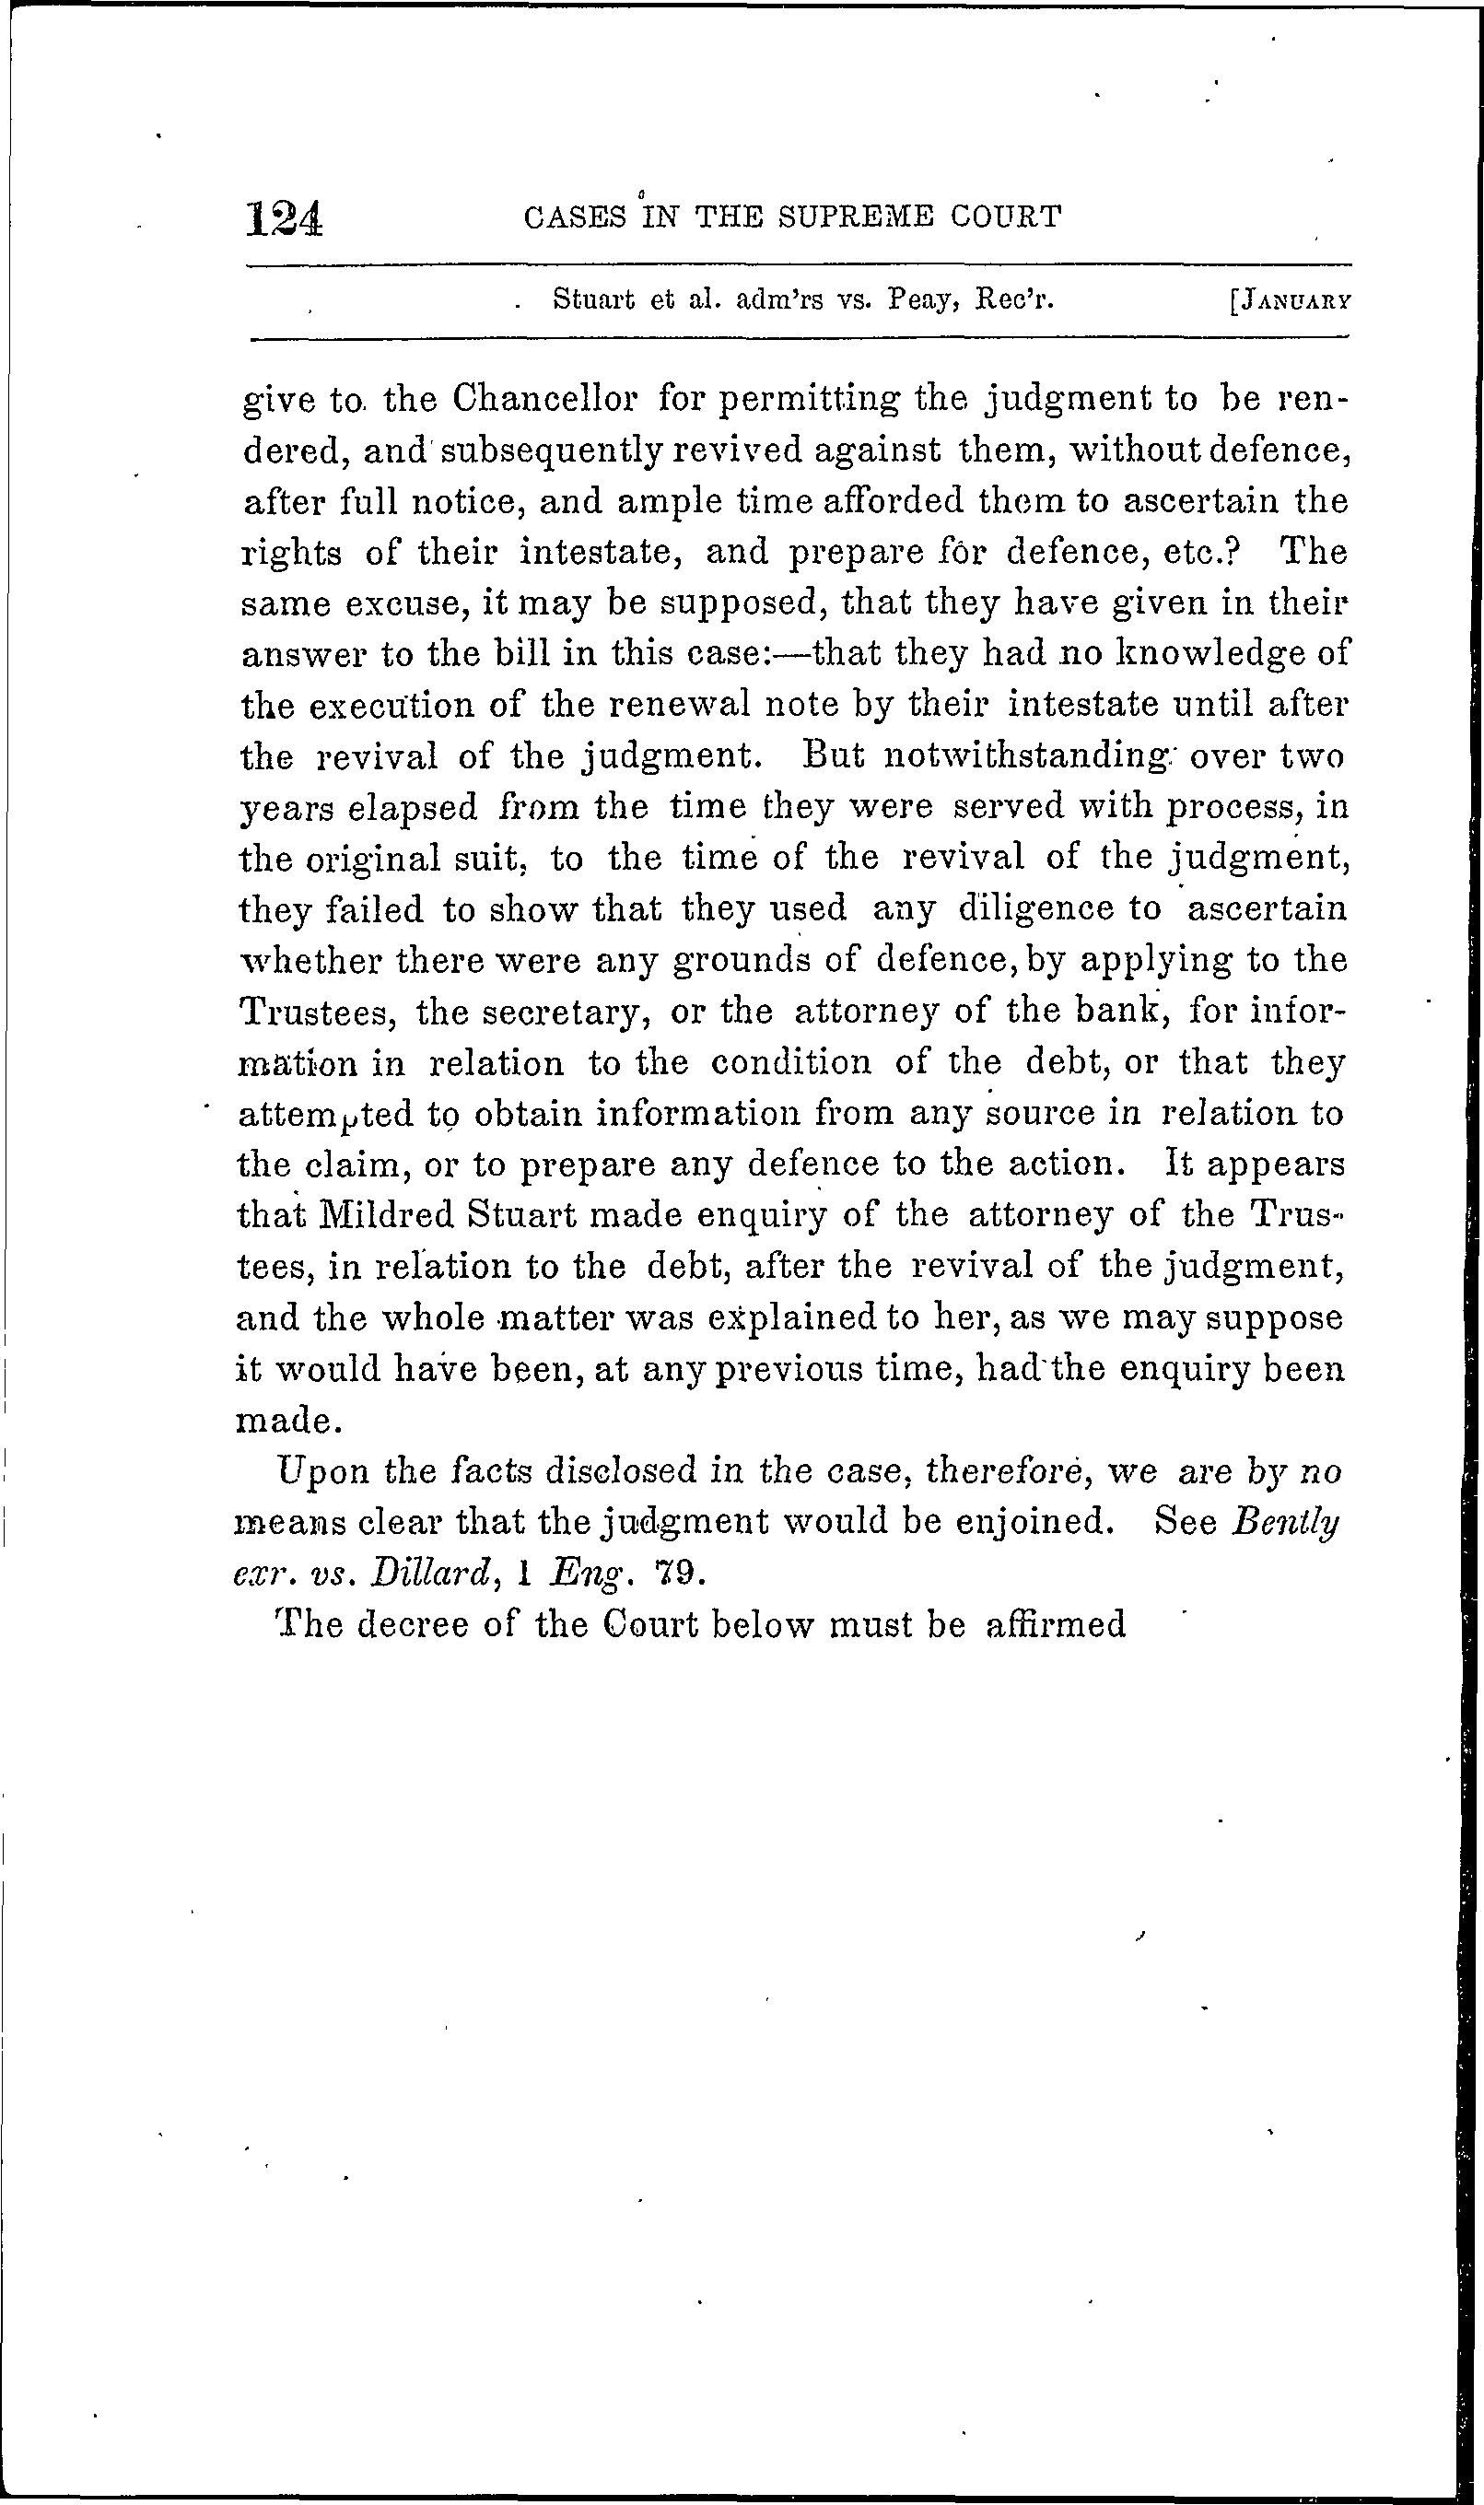 124 CASES IN THE SUPREME COURT
Stuart et al. adm'rs vs. Peay, Rec'r. [JANUARY
give to the Chancellor for permitting the judgment to be ren-
dered, and subsequently revived against them, without defence,
after full notice, and ample time afforded them to ascertain the
rights of their intestate, and prepare for defence, etc.? The
same excuse, it may be supposed, that they have given in their
answer to the bill in this case:—that they had no knowledge of
the execution of the renewal note by their intestate until after
the revival of the judgment. But notwithstanding over two
years elapsed from the time they were served with process, in
the original suit, to the time of the revival of the judgment,
they failed to show that they used any diligence to ascertain
whether there were any grounds of defence, by applying to the
Trustees, the secretary, or the attorney of the bank, for infor-
mation in relation to the condition of the debt, or that they
attempted to obtain information from any source in relation to
the claim, or to prepare any defence to the action. It appears
that Mildred Stuart made enquiry of the attorney of the Trus-
tees, in relation to the debt, after the revival of the judgment,
and the whole matter was explained to her, as we may suppose
it would have been, at any previous time, had the enquiry been
made.
Upon the facts disclosed in the case, therefore, we are by no
means clear that the judgment would be enjoined. See Bently
exr. vs. Dillard, 1 Eng. 79.
The decree of the Court below must be affirmed